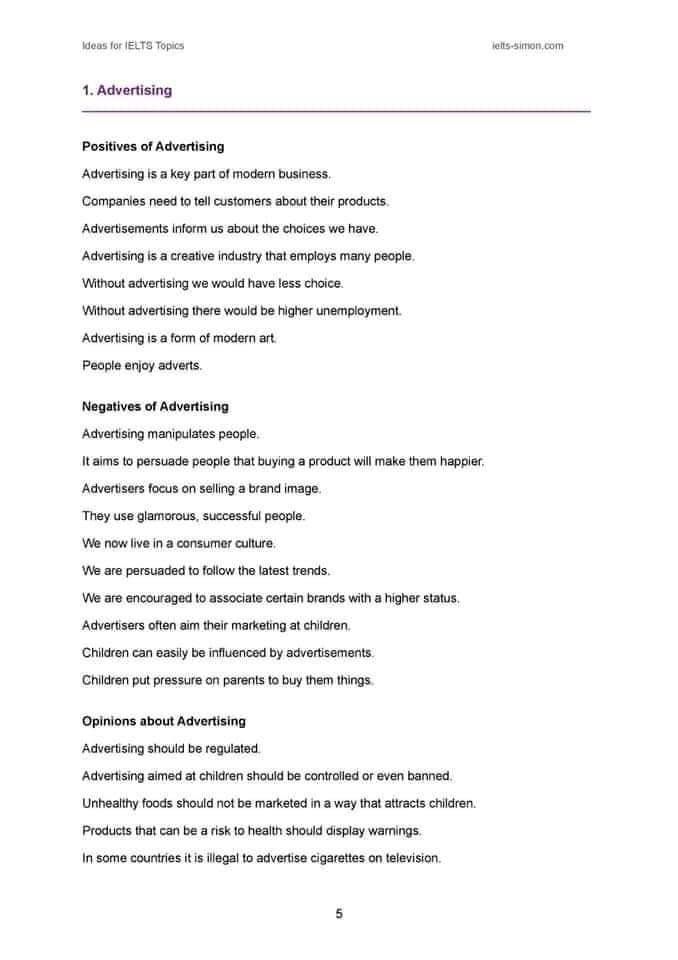 Ideas for IELTS Topics
ielts-simon.com
1. Advertising
Positives of Advertising
Advertising is a key part of modern business.
Companies need to tell customers about their products.
Advertisements inform us about the choices we have.
Advertising is a creative industry that employs many people.
Without advertising we would have less choice.
Without advertising there would be higher unemployment.
Advertising is a form of modern art.
People enjoy adverts.
Negatives of Advertising
Advertising manipulates people.
It aims to persuade people that buying a product will make them happier.
Advertisers focus on selling a brand image.
They use glamorous, successful people.
We now live in a consumer culture.
We are persuaded to follow the latest trends.
We are encouraged to associate certain brands with a higher status.
Advertisers often aim their marketing at children.
Children can easily be influenced by advertisements.
Children put pressure on parents to buy them things.
Opinions about Advertising
Advertising should be regulated.
Advertising aimed at children should be controlled or even banned.
Unhealthy foods should not be marketed in a way that attracts children.
Products that can be a risk to health should display warnings.
In some countries it is illegal to advertise cigarettes on television.
5